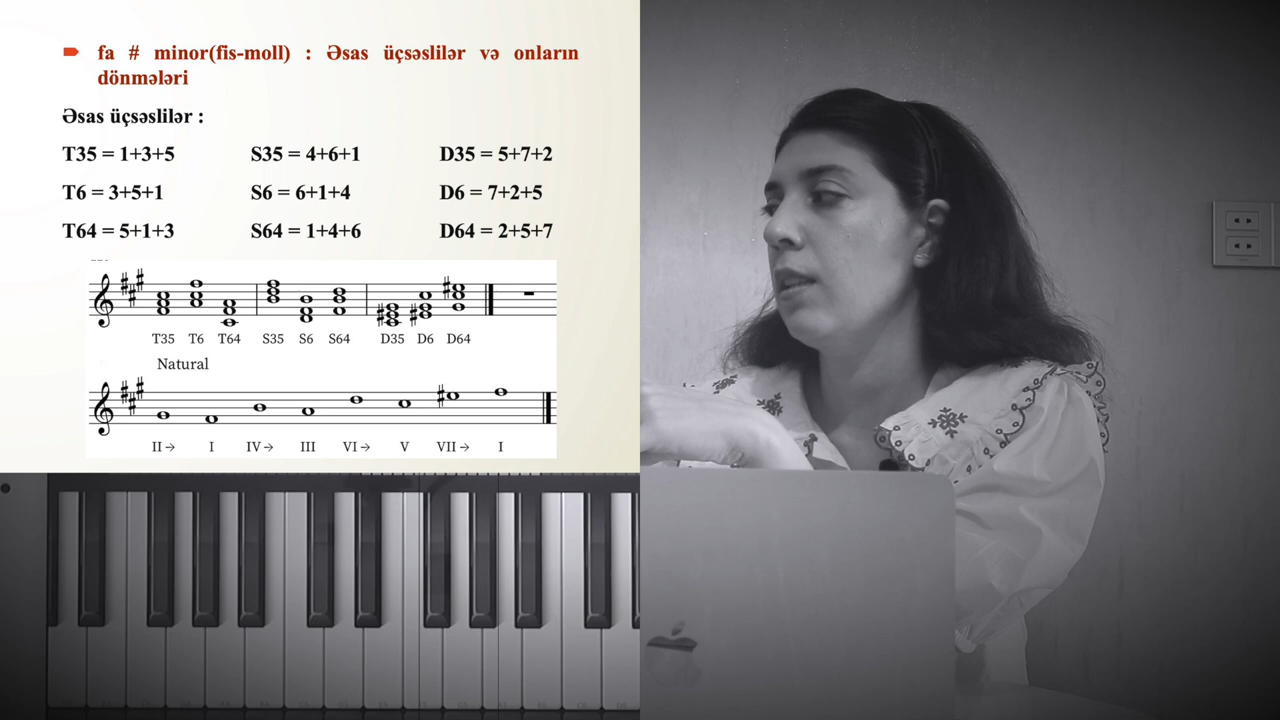 fa # minor(fis-moll) : Əsas üçsəslilər və onların
dönmələri
Əsas üçsəslilər :
T35 = 1+3+5 S35 = 4+6+1 D35 = 5+7+2
T6 = 3+5+1 S6 = 6+1+4 D6 = 7+2+5
T64 = 5+1+3 S64 = 1+4+6 D64 = 2+5+7
T35 T6 T64 S35 S6 S64 D35 D6 D64
Natural
II → I IV → III VI → V VII → I